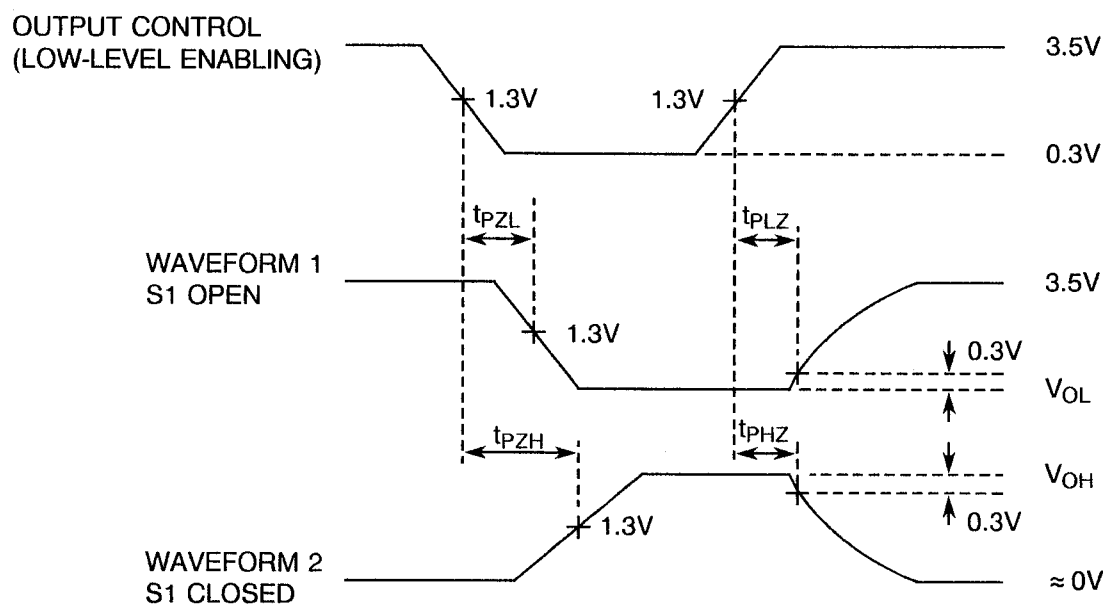 OUTPUT CONTROL
(LOW-LEVEL ENABLING)
3.5V
1.3V
1.3V
0.3V
tPZL
tPLZ
WAVEFORM 1
S1 OPEN
3.5V
1.3V
0.3V
VOL
tPZH
tPHZ
VOH
1.3V
0.3V
WAVEFORM 2
S1 CLOSED
≈ 0V